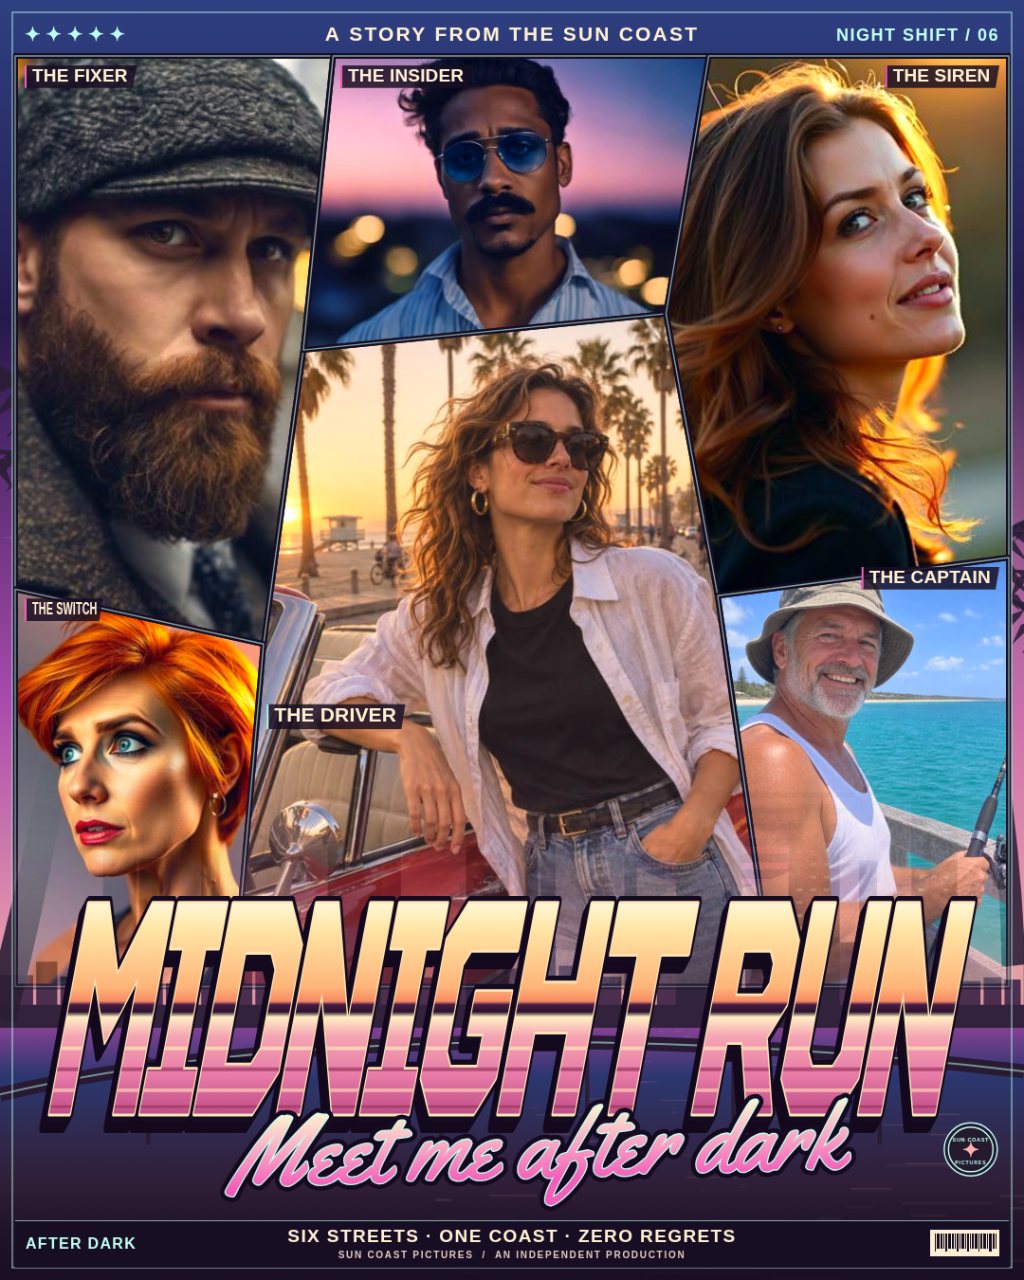 ✦ ✦ ✦ ✦ ✦
A STORY FROM THE SUN COAST
NIGHT SHIFT / 06
THE FIXER
THE INSIDER
THE SIREN
THE SWITCH
THE DRIVER
THE CAPTAIN
MIDNIGHT RUN
Meet me after dark
SUN COAST
PICTURES
AFTER DARK
SIX STREETS · ONE COAST · ZERO REGRETS
SUN COAST PICTURES / AN INDEPENDENT PRODUCTION